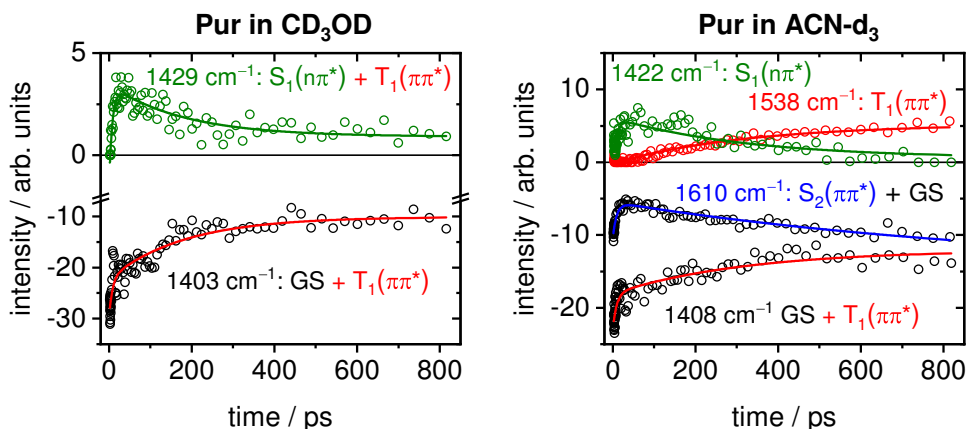 Pur in CD₃OD
5
0
-10
-20
-30
intensity / arb. units
1429 cm⁻¹: S₁(nπ*) + T₁(ππ*)
1403 cm⁻¹: GS + T₁(ππ*)
0 200 400 600 800
time / ps
Pur in ACN-d₃
10
0
-10
-20
intensity / arb. units
1422 cm⁻¹: S₁(nπ*)
1538 cm⁻¹: T₁(ππ*)
1610 cm⁻¹: S₂(ππ*) + GS
1408 cm⁻¹ GS + T₁(ππ*)
0 200 400 600 800
time / ps